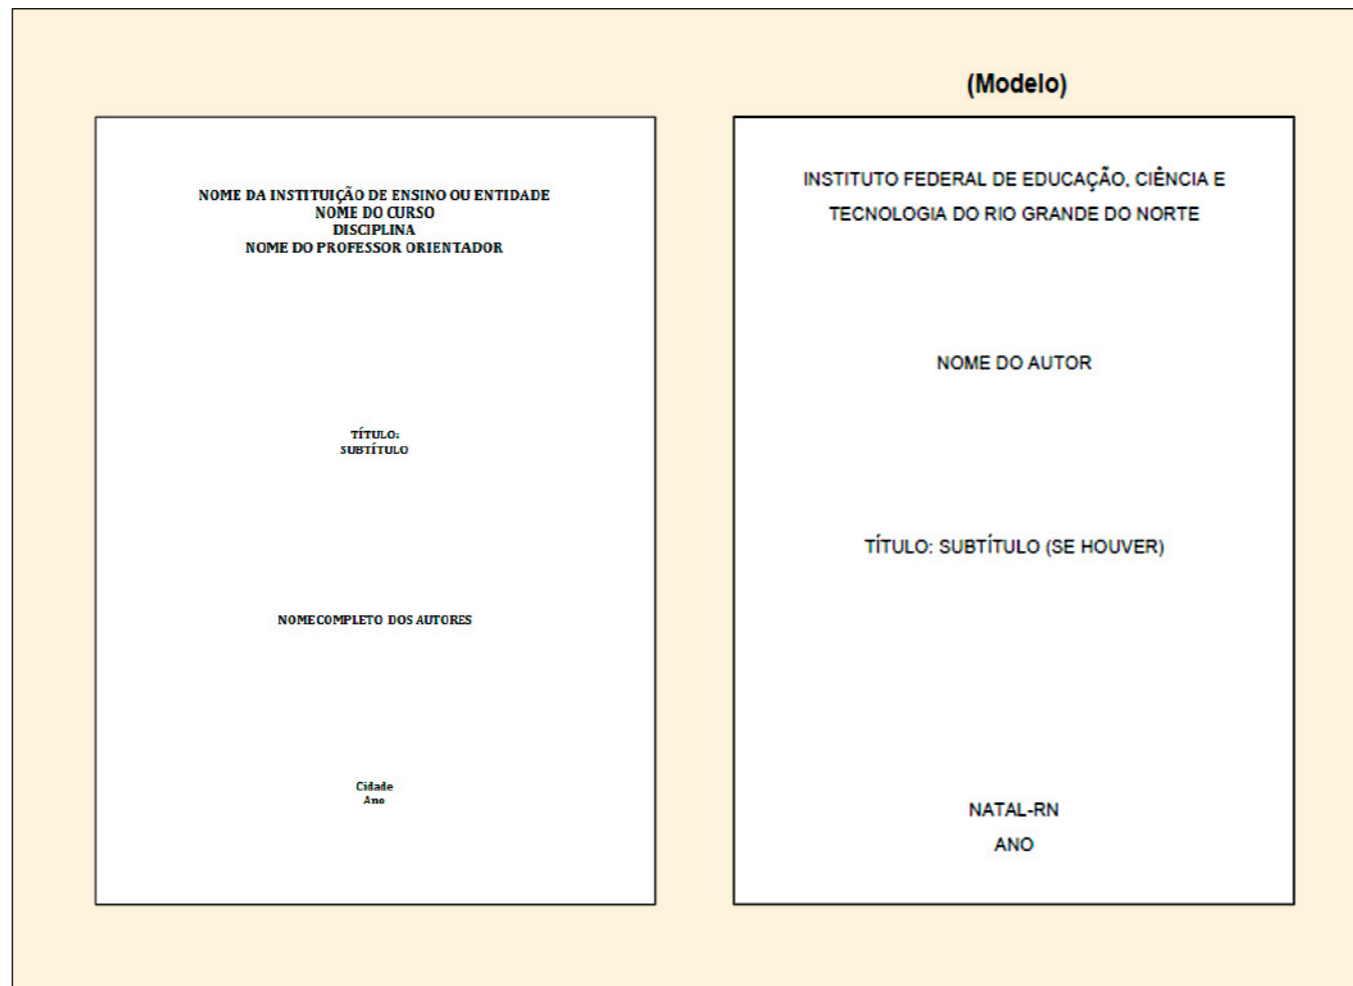 (Modelo)
NOME DA INSTITUIÇÃO DE ENSINO OU ENTIDADE
NOME DO CURSO
DISCIPLINA
NOME DO PROFESSOR ORIENTADOR
TÍTULO:
SUBTÍTULO
NOMECOMPLETO DOS AUTORES
Cidade
Ano
INSTITUTO FEDERAL DE EDUCAÇÃO, CIÊNCIA E
TECNOLOGIA DO RIO GRANDE DO NORTE
NOME DO AUTOR
TÍTULO: SUBTÍTULO (SE HOUVER)
NATAL-RN
ANO